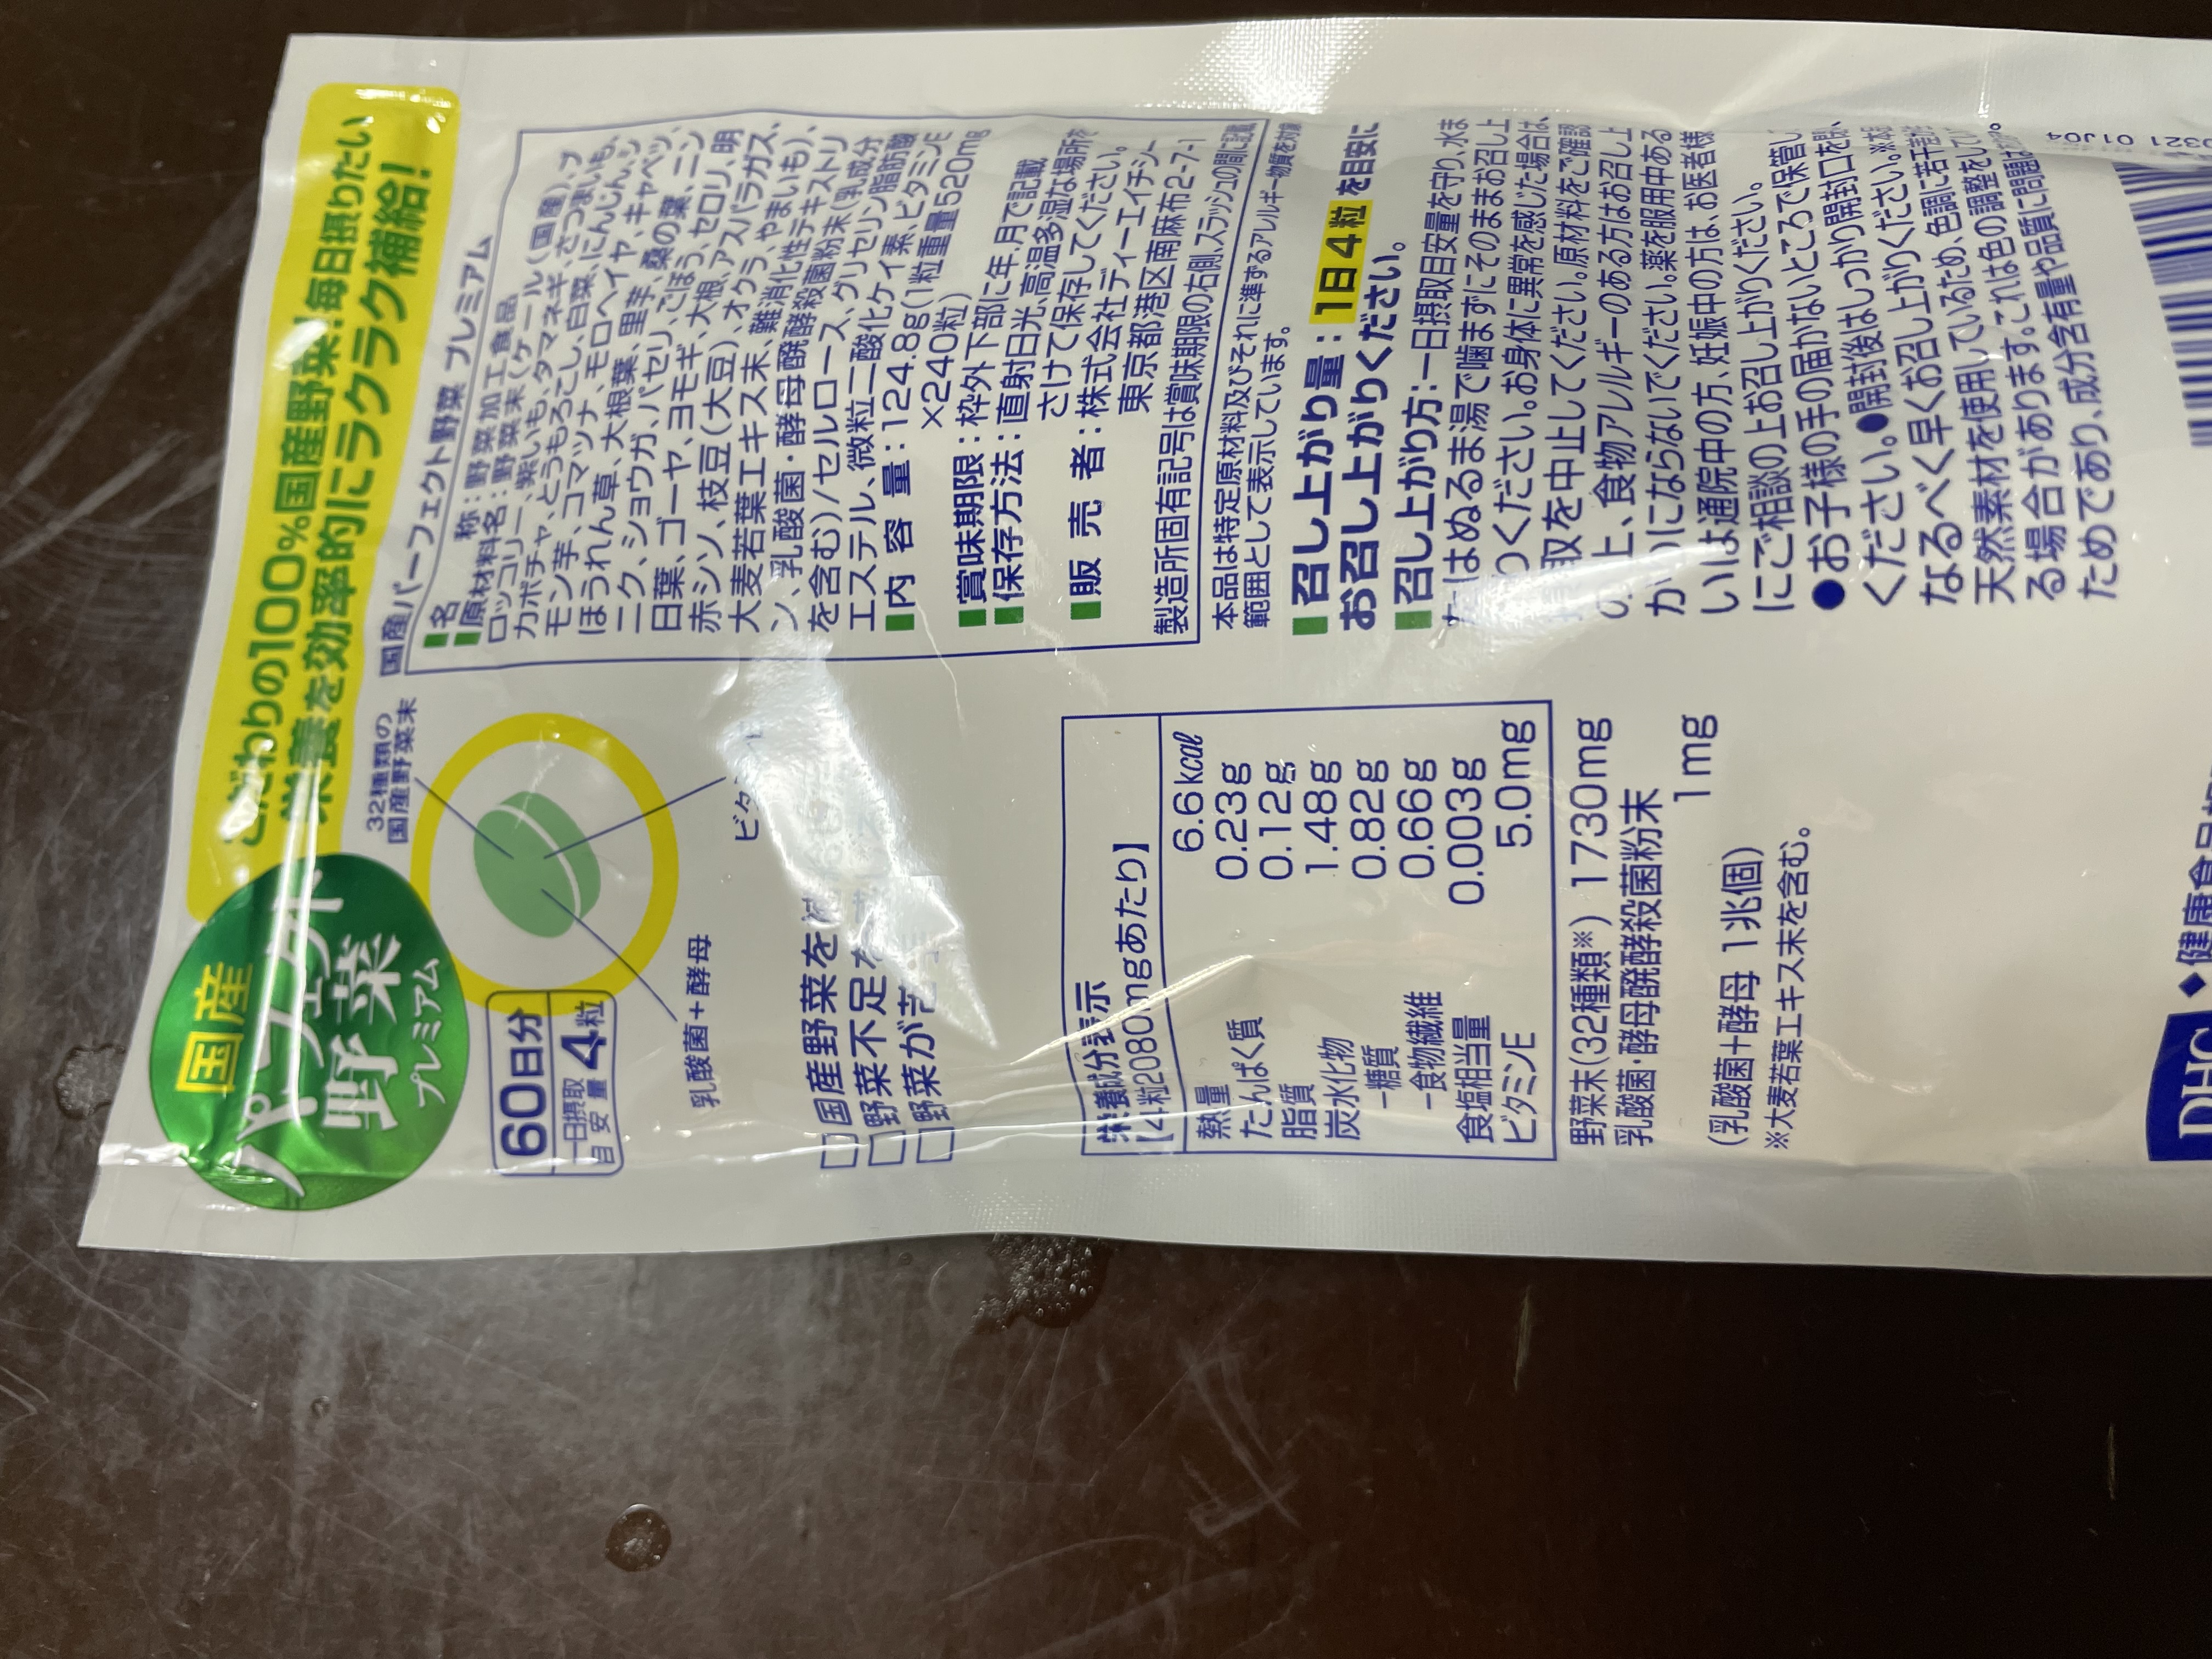 国産
パーフェクト
野菜
プレミアム
こだわりの100%国産野菜!毎日摂りたい
栄養を効率的にラクラク補給!
60日分
一日摂取
目安量
4粒
32種類の
国産野菜末
乳酸菌+酵母
ビタ
□国産野菜を
□野菜不足
□野菜が
栄養成分表示
【4粒2080mgあたり】
熱量 6.6kcal
たんぱく質 0.23g
脂質 0.12g
炭水化物 1.48g
−糖質 0.82g
−食物繊維 0.66g
食塩相当量 0.003g
ビタミンE 5.0mg
野菜末(32種類※) 1730mg
乳酸菌・酵母醗酵殺菌粉末
1mg
(乳酸菌+酵母 1兆個)
※大麦若葉エキス末を含む。
国産パーフェクト野菜 プレミアム
■名 称:野菜加工食品
■原材料名:野菜末(ケール(国産)、ブ
ロッコリー、紫いも、タマネギ、さつまいも、
カボチャ、とうもろこし、白菜、にんじん、シ
モン芋、コマツナ、モロヘイヤ、キャベツ、
ほうれん草、大根葉、里芋、桑の葉、ニン
ニク、ショウガ、パセリ、ごぼう、セロリ、明
日葉、ゴーヤ、ヨモギ、大根、アスパラガス、
赤シソ、枝豆(大豆)、オクラ、やまいも)、
大麦若葉エキス末、難消化性デキストリ
ン、乳酸菌・酵母醗酵殺菌粉末(乳成分
を含む)/セルロース、グリセリン脂肪酸
エステル、微粒二酸化ケイ素、ビタミンE
■内容量:124.8g(1粒重量520mg
×240粒)
■賞味期限:枠外下部に年.月で記載
■保存方法:直射日光、高温多湿な場所を
さけて保存してください。
■販売者:株式会社ディーエイチシー
東京都港区南麻布2-7-1
製造所固有記号は賞味期限の右側、スラッシュの間に記載
本品は特定原材料及びそれに準ずるアレルギー物質を対象
範囲として表示しています。
■召し上がり量:1日4粒を目安に
お召し上がりください。
■召し上がり方:一日摂取目安量を守り、水ま
たはぬるま湯で噛まずにそのままお召し上
がりください。お身体に異常を感じた場合は、
摂取を中止してください。原材料をご確認
の上、食物アレルギーのある方はお召し上
がりにならないでください。薬を服用中ある
いは通院中の方、妊娠中の方は、お医者様
にご相談の上お召し上がりください。
●お子様の手の届かないところで保管し
ください。●開封後はしっかり開封口を閉め、
なるべく早くお召し上がりください。※本
天然素材を使用しているため、色調に若干
る場合があります。これは色の調整をして
ためであり、成分含有量や品質に問題は
0321 01J04
DHC
◆健康食品